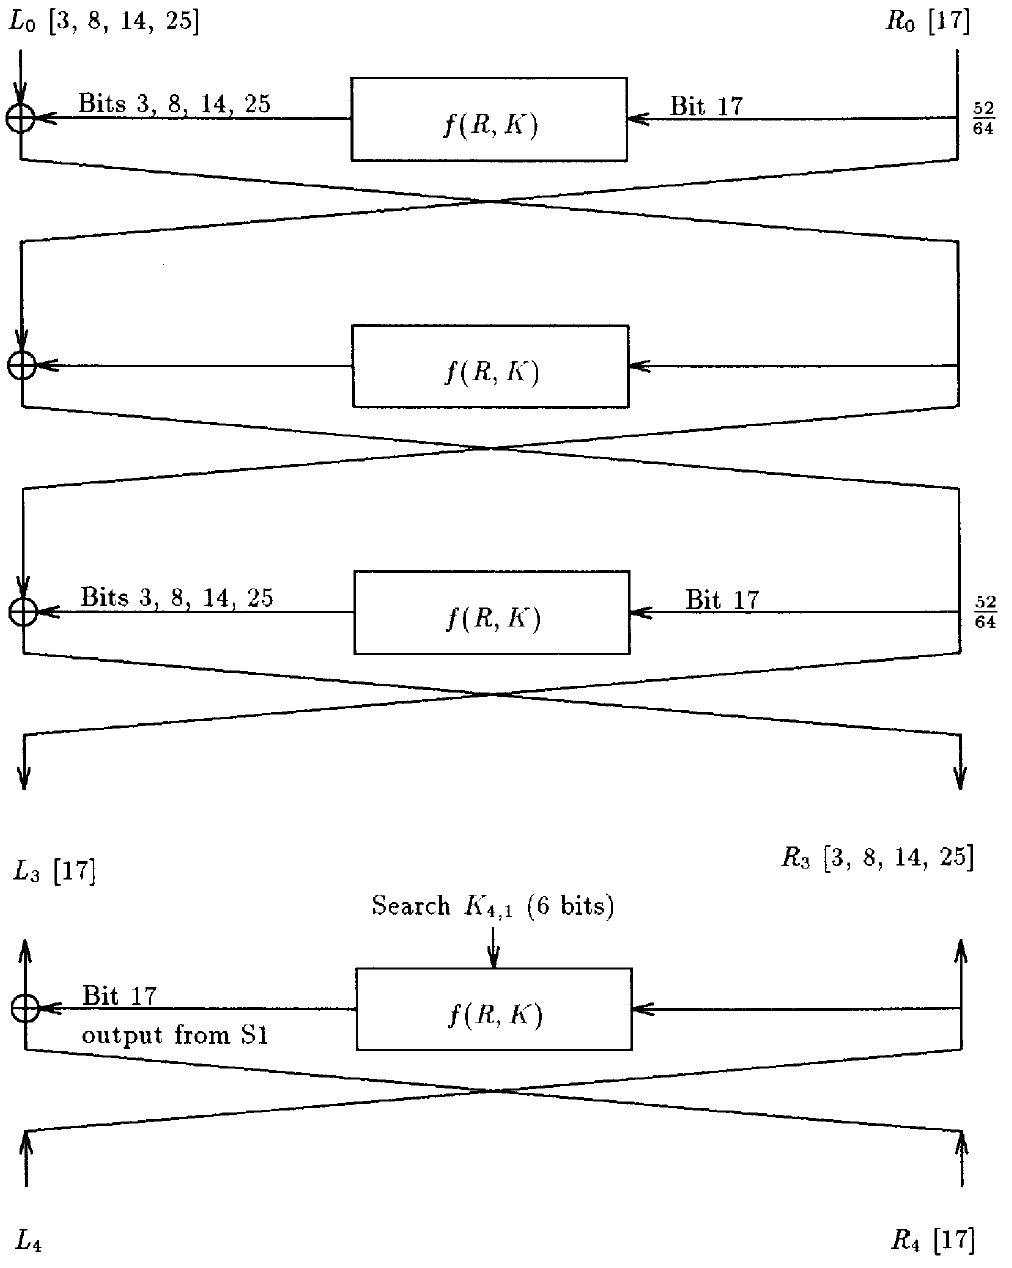 L₀ [3, 8, 14, 25] R₀ [17]
Bits 3, 8, 14, 25 f(R, K) Bit 17 52/64
f(R, K)
Bits 3, 8, 14, 25 f(R, K) Bit 17 52/64
L₃ [17] R₃ [3, 8, 14, 25]
Search K₄,₁ (6 bits)
Bit 17 f(R, K)
output from S1
L₄ R₄ [17]